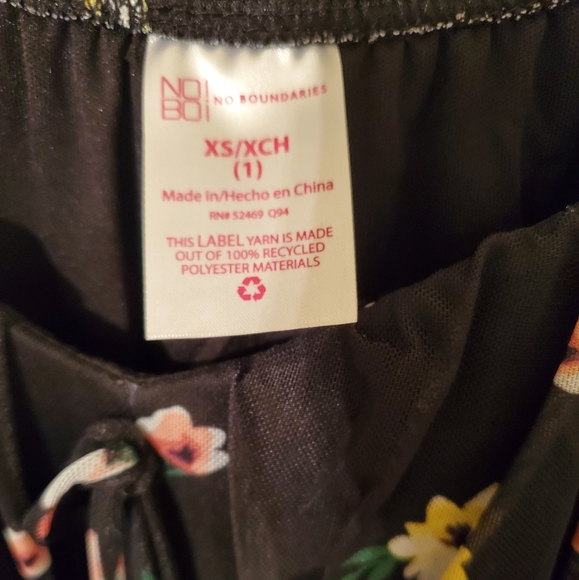 NO
BO
NO BOUNDARIES
XS/XCH
(1)
Made in/Hecho en China
RN# 52469 Q94
THIS LABEL YARN IS MADE
OUT OF 100% RECYCLED
POLYESTER MATERIALS